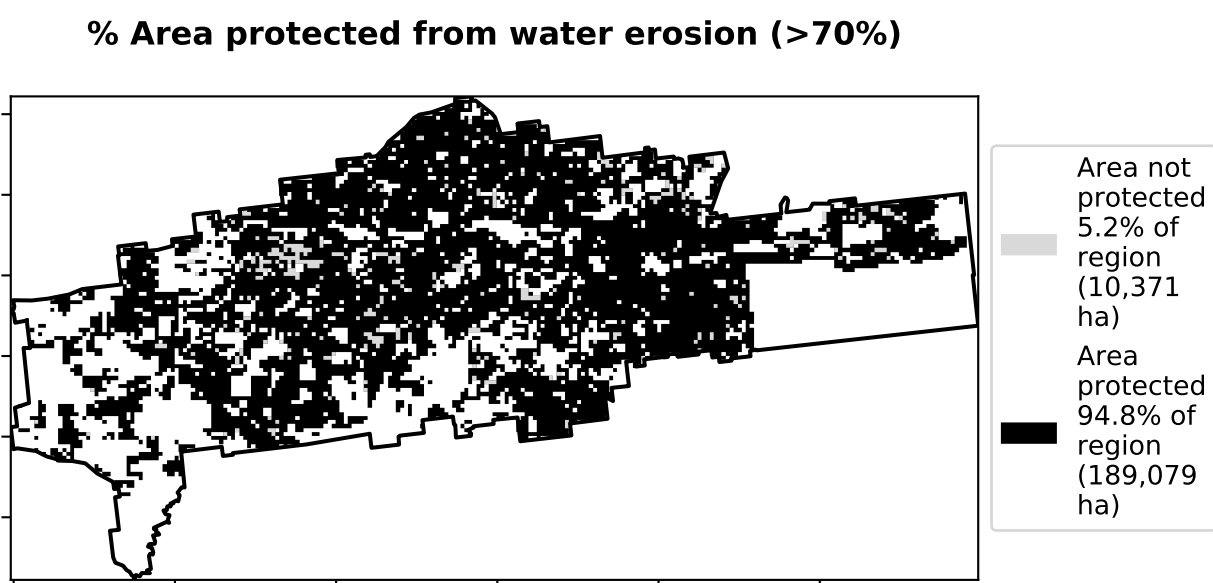 % Area protected from water erosion (>70%)
Area not
protected
5.2% of
region
(10,371
ha)
Area
protected
94.8% of
region
(189,079
ha)